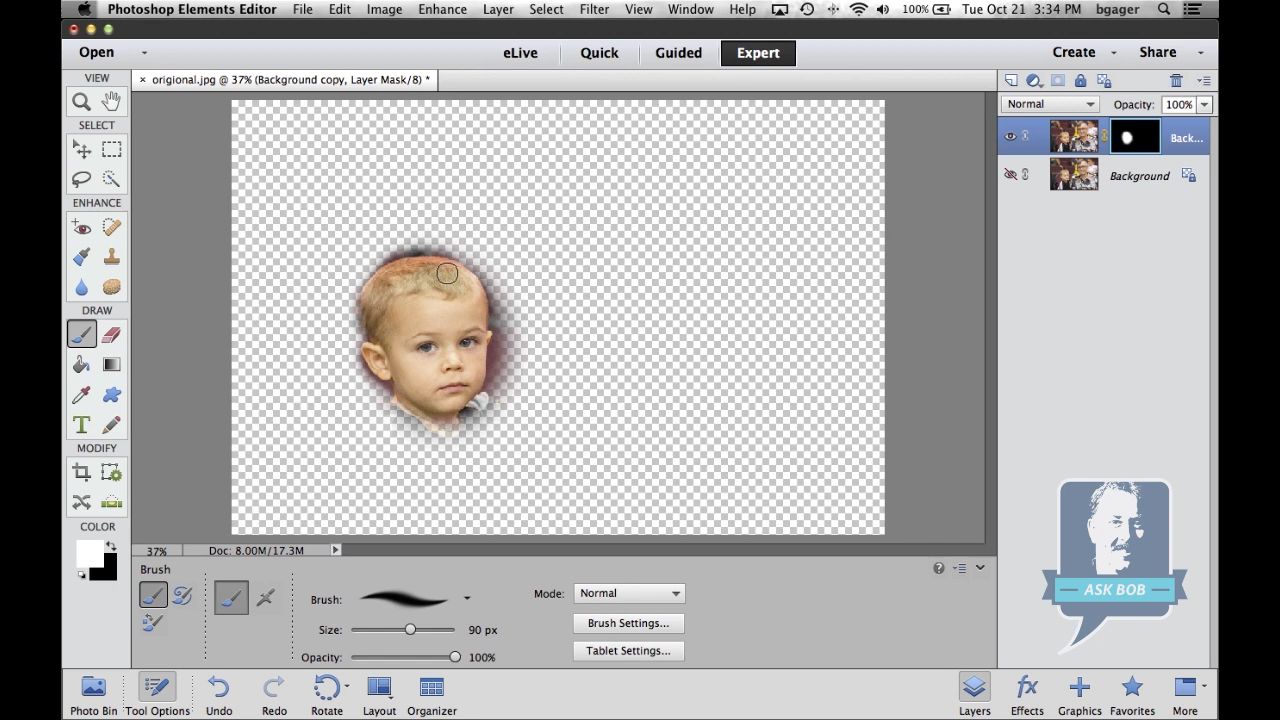 Photoshop Elements Editor File Edit Image Enhance Layer Select Filter View Window Help 100% Tue Oct 21 3:34 PM bgager
Open eLive Quick Guided Expert Create Share
VIEW
× origional.jpg @ 37% (Background copy, Layer Mask/8) *
Normal Opacity: 100%
SELECT
Back...
Background
ENHANCE
DRAW
T
MODIFY
COLOR
37% Doc: 8.00M/17.3M
Brush
Brush: Mode: Normal
Size: 90 px Brush Settings...
Opacity: 100% Tablet Settings...
ASK BOB
Photo Bin Tool Options Undo Redo Rotate Layout Organizer Layers Effects Graphics Favorites More